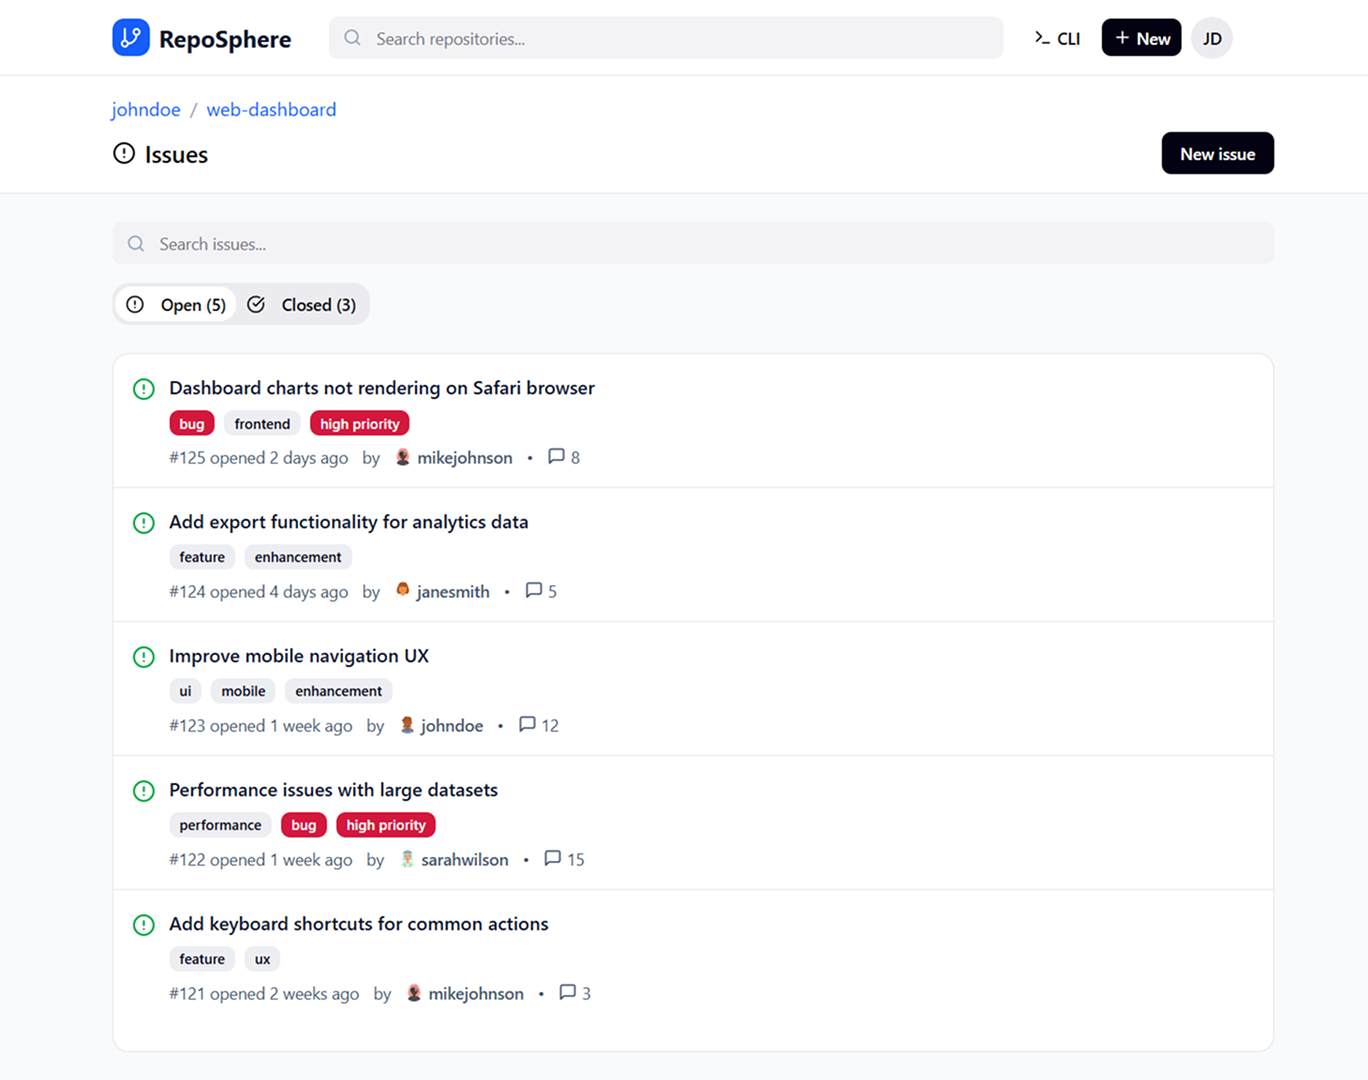 RepoSphere
Search repositories...
>_ CLI
+ New
JD
johndoe / web-dashboard
Issues
New issue
Search issues...
Open (5)
Closed (3)
Dashboard charts not rendering on Safari browser
bug frontend high priority
#125 opened 2 days ago by mikejohnson • 8
Add export functionality for analytics data
feature enhancement
#124 opened 4 days ago by janesmith • 5
Improve mobile navigation UX
ui mobile enhancement
#123 opened 1 week ago by johndoe • 12
Performance issues with large datasets
performance bug high priority
#122 opened 1 week ago by sarahwilson • 15
Add keyboard shortcuts for common actions
feature ux
#121 opened 2 weeks ago by mikejohnson • 3